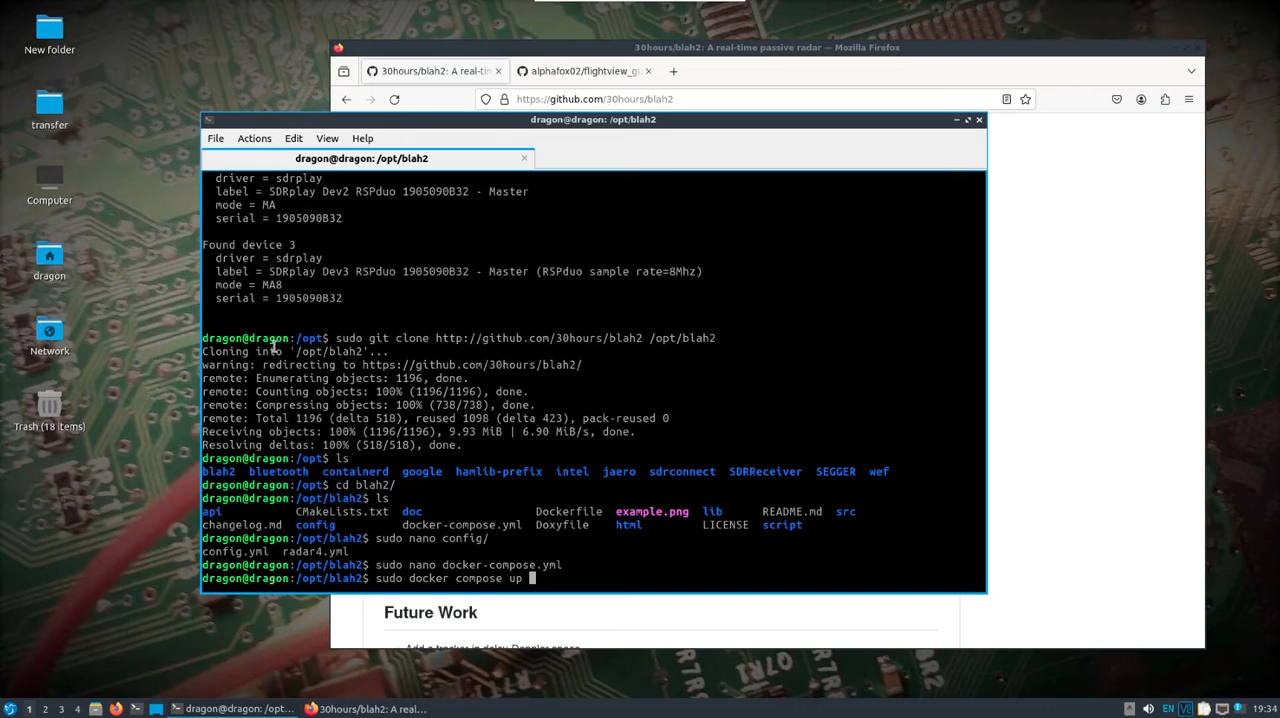 New folder
transfer
Computer
dragon
Network
Trash (18 items)
30hours/blah2: A real-time passive radar — Mozilla Firefox
30hours/blah2: A real-tim
alphafox02/flightview_gu
https://github.com/30hours/blah2
dragon@dragon: /opt/blah2
File Actions Edit View Help
dragon@dragon: /opt/blah2
driver = sdrplay
label = SDRplay Dev2 RSPduo 1905090B32 - Master
mode = MA
serial = 1905090B32
Found device 3
driver = sdrplay
label = SDRplay Dev3 RSPduo 1905090B32 - Master (RSPduo sample rate=8Mhz)
mode = MA8
serial = 1905090B32
dragon@dragon:/opt$ sudo git clone http://github.com/30hours/blah2 /opt/blah2
Cloning into '/opt/blah2'...
warning: redirecting to https://github.com/30hours/blah2/
remote: Enumerating objects: 1196, done.
remote: Counting objects: 100% (1196/1196), done.
remote: Compressing objects: 100% (738/738), done.
remote: Total 1196 (delta 518), reused 1098 (delta 423), pack-reused 0
Receiving objects: 100% (1196/1196), 9.93 MiB | 6.90 MiB/s, done.
Resolving deltas: 100% (518/518), done.
dragon@dragon:/opt$ ls
blah2 bluetooth containerd google hamlib-prefix intel jaero sdrconnect SDRReceiver SEGGER wef
dragon@dragon:/opt$ cd blah2/
dragon@dragon:/opt/blah2$ ls
api CMakeLists.txt doc Dockerfile example.png lib README.md src
changelog.md config docker-compose.yml Doxyfile html LICENSE script
dragon@dragon:/opt/blah2$ sudo nano config/
config.yml radar4.yml
dragon@dragon:/opt/blah2$ sudo nano docker-compose.yml
dragon@dragon:/opt/blah2$ sudo docker compose up
Future Work
Add a tracker in delay-Doppler space
1 2 3 4 dragon@dragon: /opt... 30hours/blah2: A real... EN 19:34